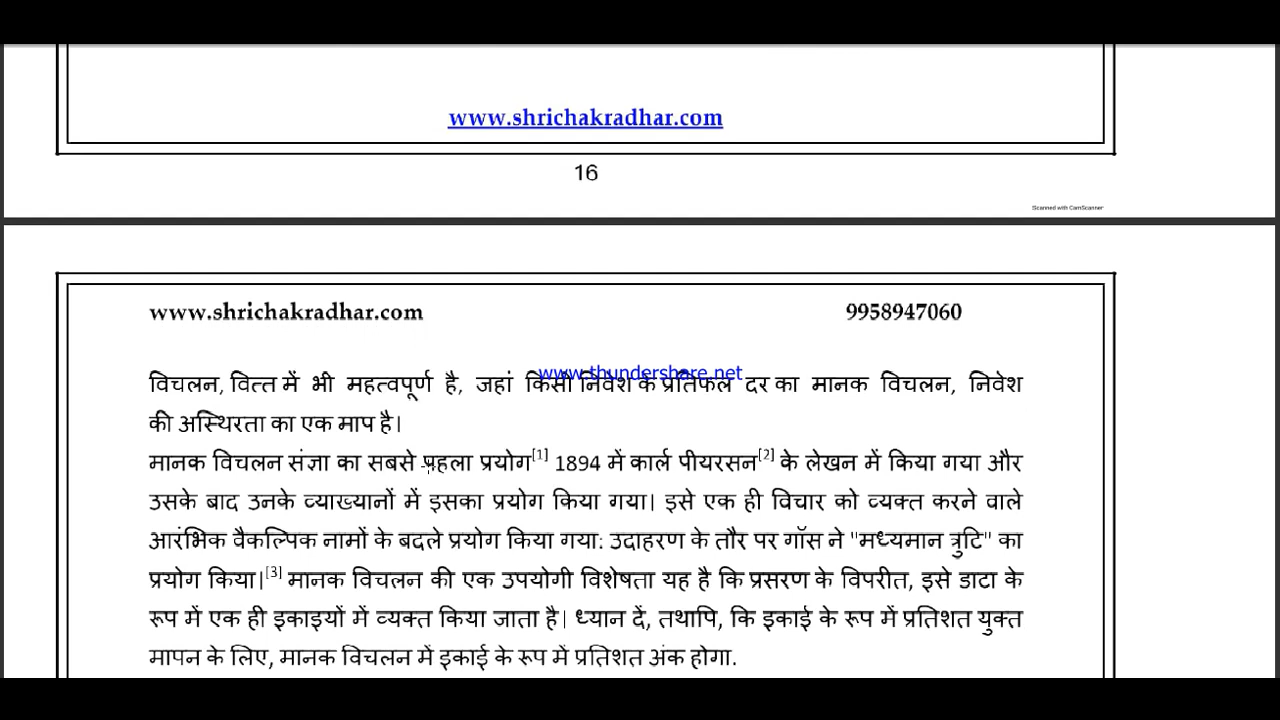 www.shrichakradhar.com
16
Scanned with CamScanner
www.shrichakradhar.com 9958947060
www.thundershare.net
विचलन, वित्त में भी महत्वपूर्ण है, जहां किसी निवेश के प्रतिफल दर का मानक विचलन, निवेश
की अस्थिरता का एक माप है।
मानक विचलन संज्ञा का सबसे पहला प्रयोग[1] 1894 में कार्ल पीयरसन[2] के लेखन में किया गया और
उसके बाद उनके व्याख्यानों में इसका प्रयोग किया गया। इसे एक ही विचार को व्यक्त करने वाले
आरंभिक वैकल्पिक नामों के बदले प्रयोग किया गया: उदाहरण के तौर पर गॉस ने "मध्यमान त्रुटि" का
प्रयोग किया।[3] मानक विचलन की एक उपयोगी विशेषता यह है कि प्रसरण के विपरीत, इसे डाटा के
रूप में एक ही इकाइयों में व्यक्त किया जाता है। ध्यान दें, तथापि, कि इकाई के रूप में प्रतिशत युक्त
मापन के लिए, मानक विचलन में इकाई के रूप में प्रतिशत अंक होगा.